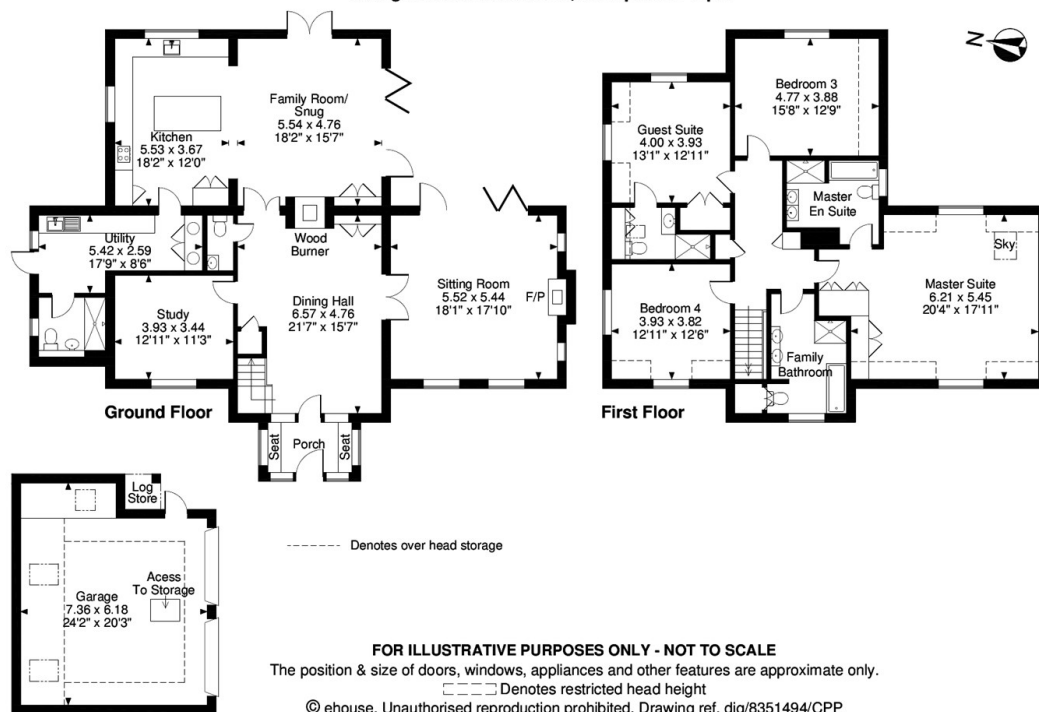 N
Kitchen
5.53 x 3.67
18'2" x 12'0"
Family Room/
Snug
5.54 x 4.76
18'2" x 15'7"
Utility
5.42 x 2.59
17'9" x 8'6"
Wood
Burner
Study
3.93 x 3.44
12'11" x 11'3"
Dining Hall
6.57 x 4.76
21'7" x 15'7"
Sitting Room
5.52 x 5.44
18'1" x 17'10"
F/P
Seat
Porch
Seat
Ground Floor
Bedroom 3
4.77 x 3.88
15'8" x 12'9"
Guest Suite
4.00 x 3.93
13'1" x 12'11"
Master
En Suite
Sky
Master Suite
6.21 x 5.45
20'4" x 17'11"
Bedroom 4
3.93 x 3.82
12'11" x 12'6"
Family
Bathroom
First Floor
Log
Store
Acess
To Storage
Garage
7.36 x 6.18
24'2" x 20'3"
Denotes over head storage
FOR ILLUSTRATIVE PURPOSES ONLY - NOT TO SCALE
The position & size of doors, windows, appliances and other features are approximate only.
Denotes restricted head height
© ehouse. Unauthorised reproduction prohibited. Drawing ref. dig/8351494/CPP